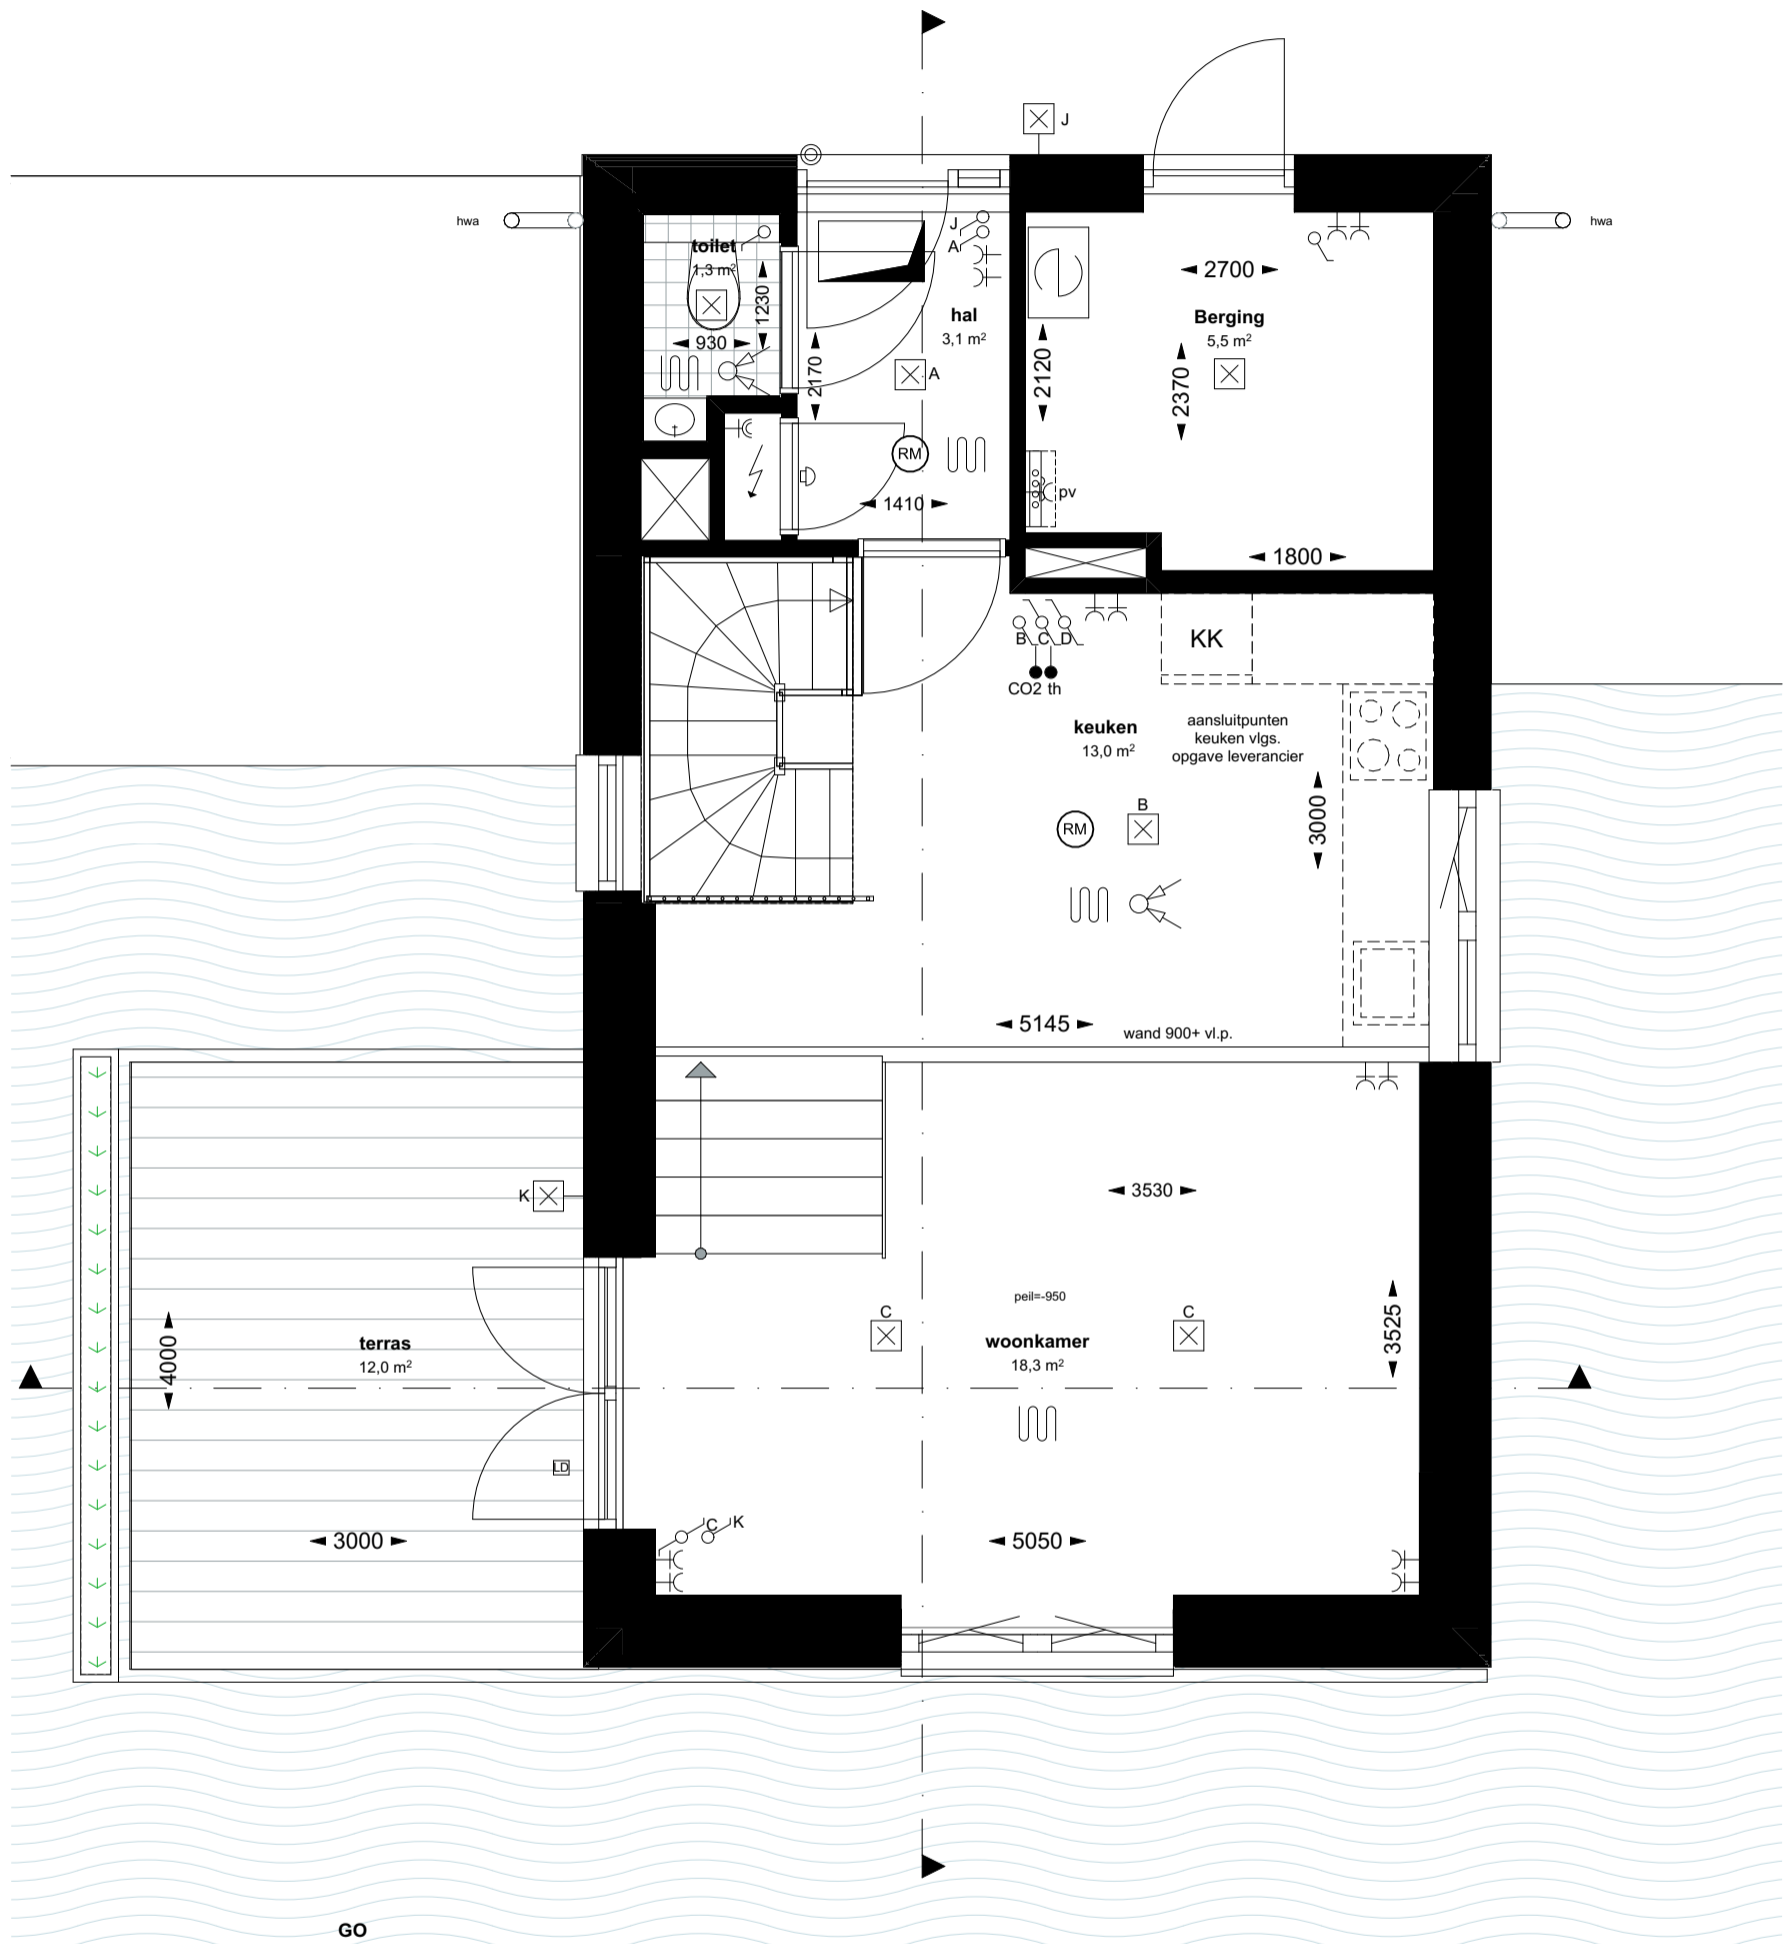 J
hwa
hwa
toilet
1,3 m²
1230
930
J
A
hal
3,1 m²
2170
A
RM
1410
2700
Berging
5,5 m²
2120
2370
pv
1800
B C D
CO2 th
KK
keuken
13,0 m²
aansluitpunten
keuken vlgs.
opgave leverancier
3000
RM
B
5145
wand 900+ vl.p.
K
3530
peil=-950
C
C
woonkamer
18,3 m²
3525
terras
12,0 m²
4000
LD
C
K
3000
5050
GO